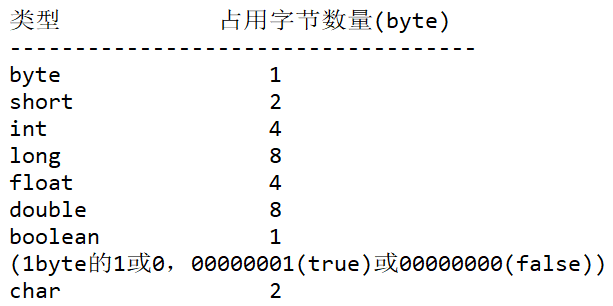 类型 占用字节数量(byte)
-----------------------------------
byte 1
short 2
int 4
long 8
float 4
double 8
boolean 1
(1byte的1或0，00000001(true)或00000000(false))
char 2